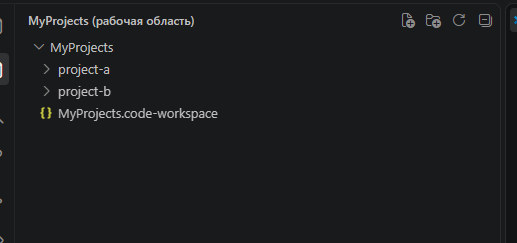 MyProjects (рабочая область)
MyProjects
project-a
project-b
{} MyProjects.code-workspace